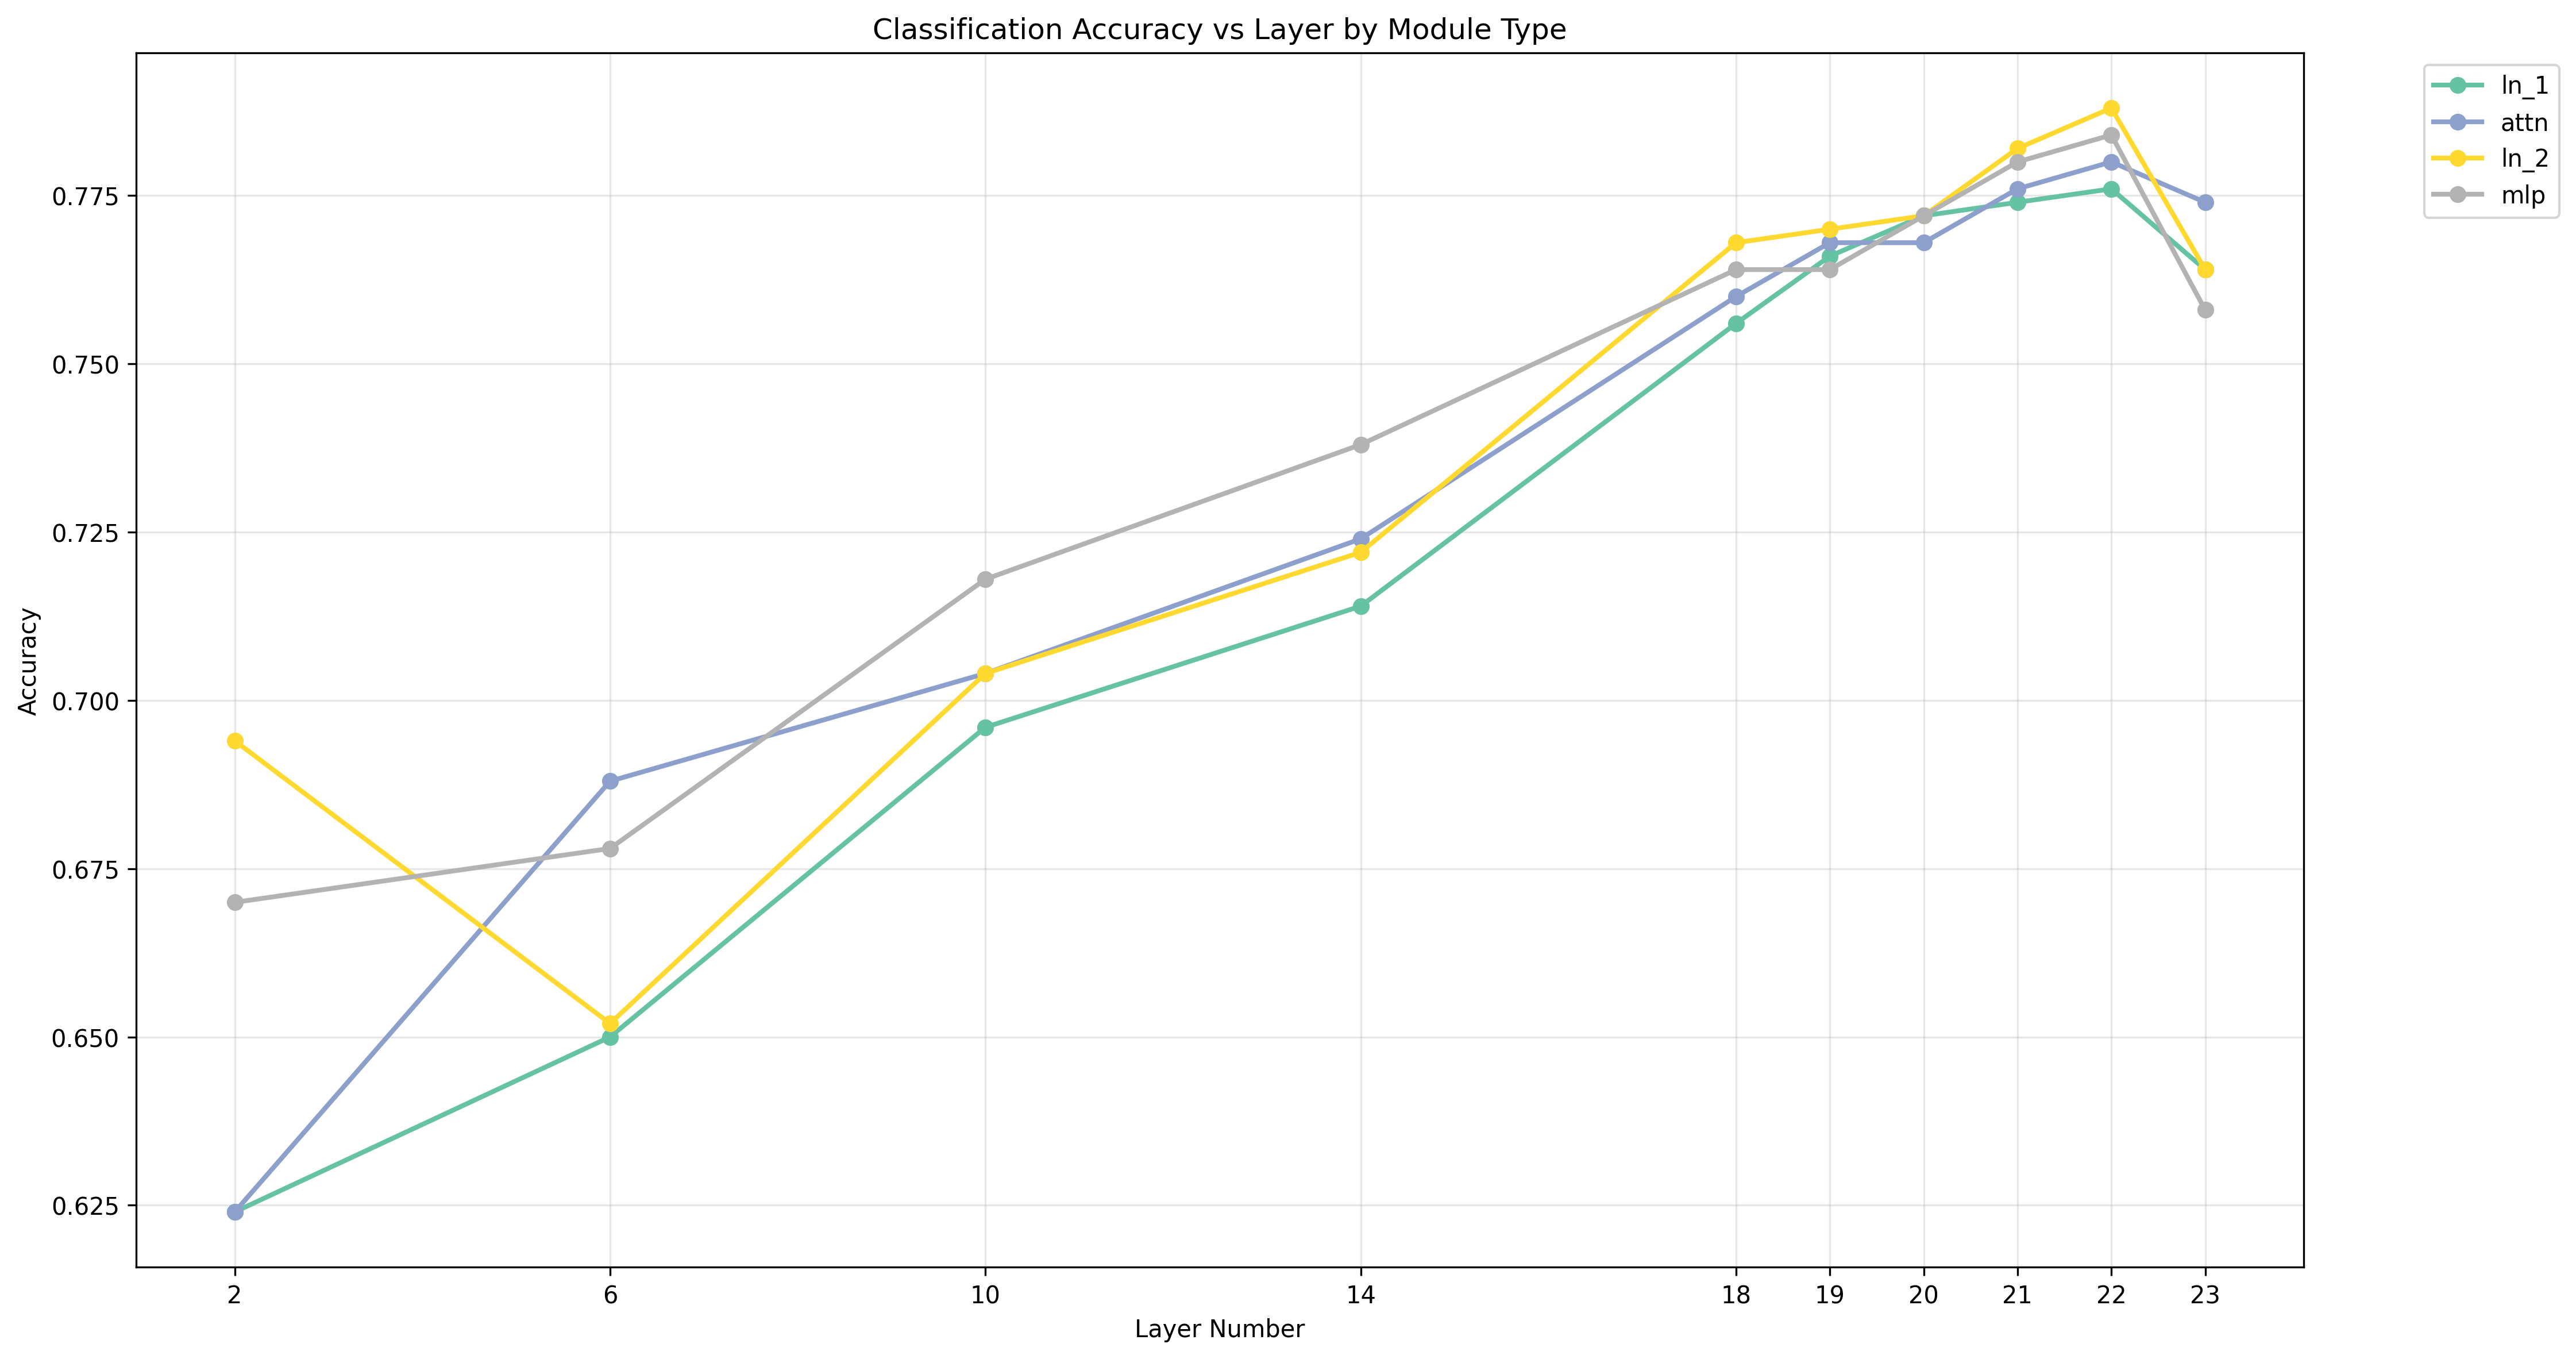 Classification Accuracy vs Layer by Module Type
ln_1
attn
ln_2
mlp
0.775
0.750
0.725
0.700
0.675
0.650
0.625
Accuracy
2 6 10 14 18 19 20 21 22 23
Layer Number